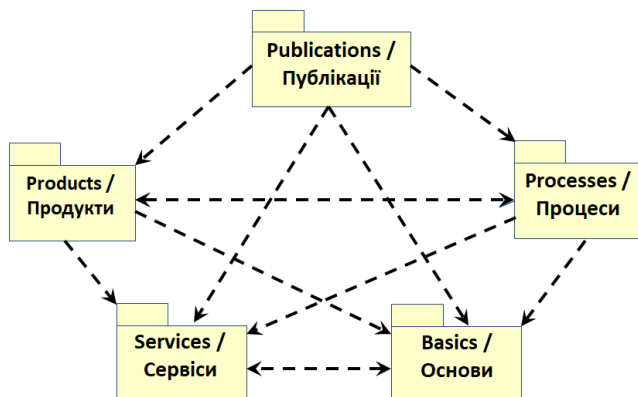 Publications /
Публікації
Products /
Продукти
Processes /
Процеси
Services /
Сервіси
Basics /
Основи